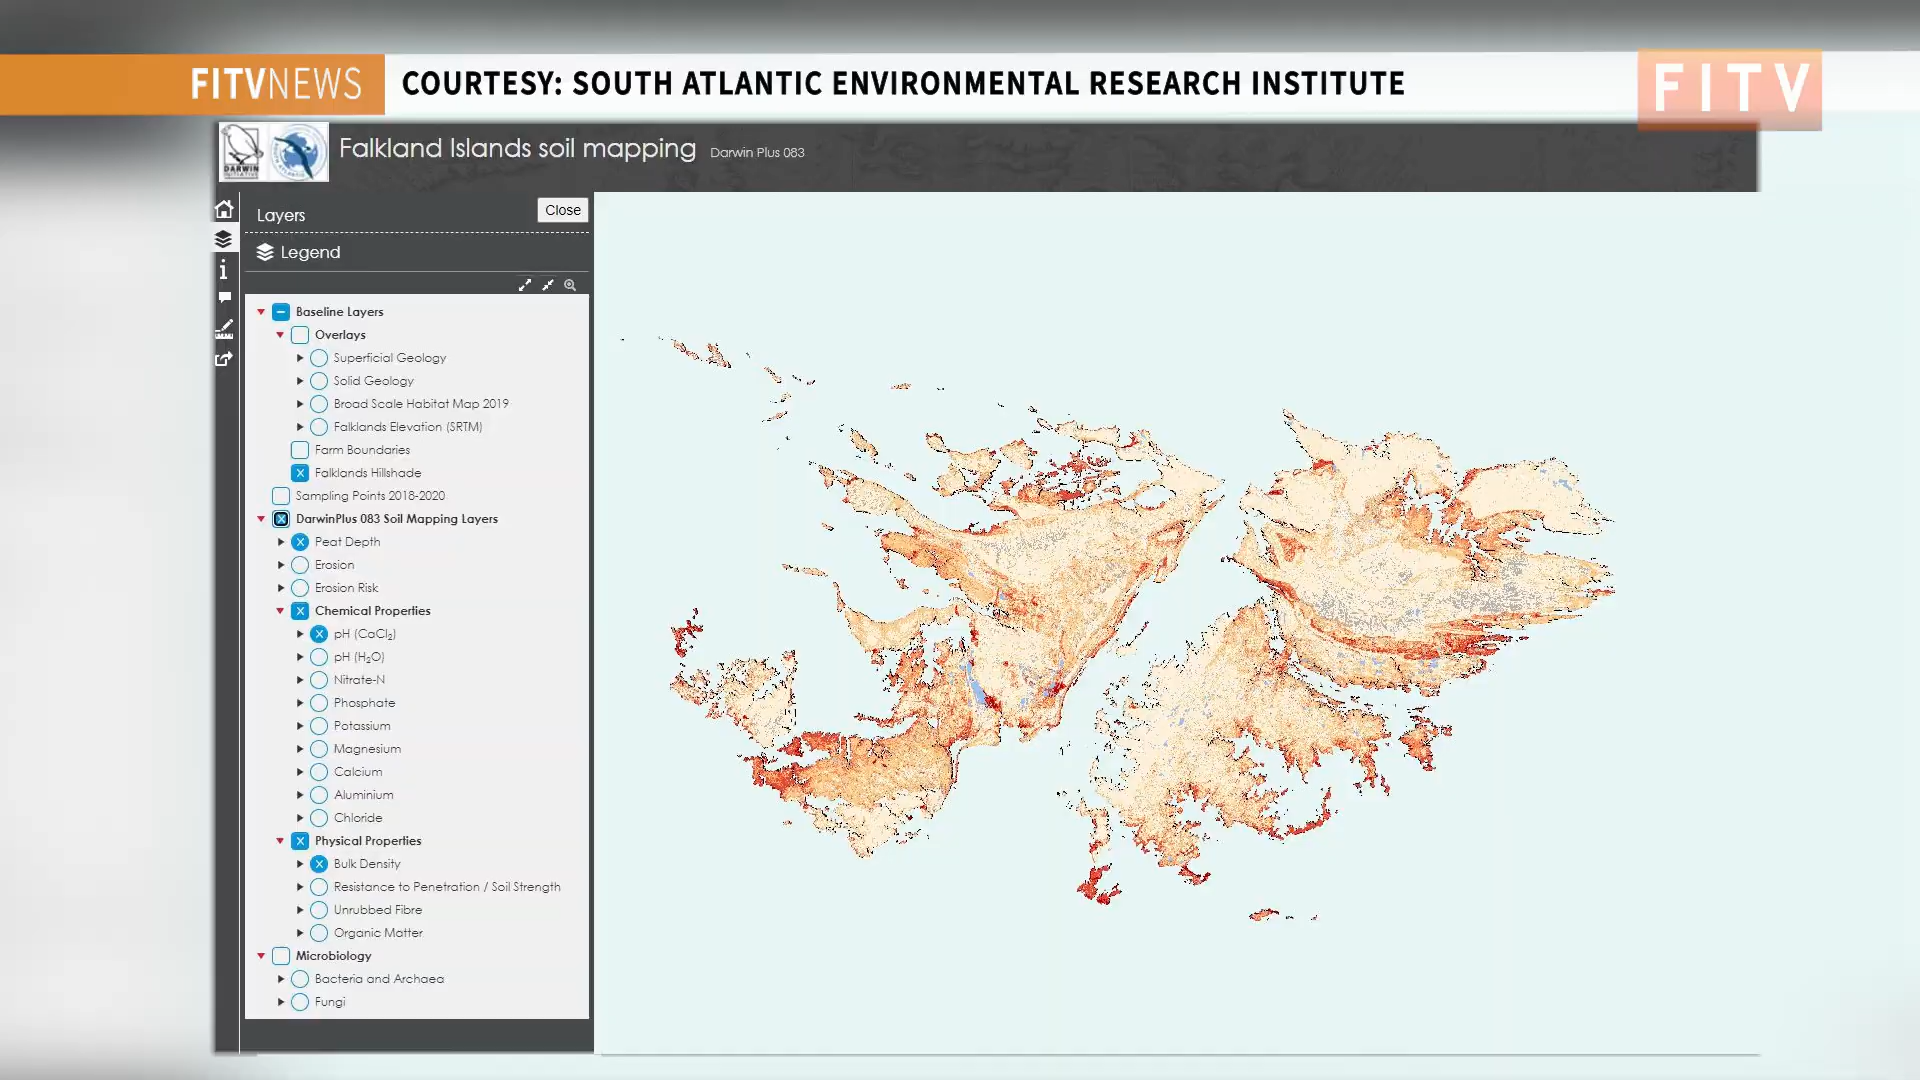 FITVNEWS
COURTESY: SOUTH ATLANTIC ENVIRONMENTAL RESEARCH INSTITUTE
FITV
DARWIN
Falkland Islands soil mapping
Darwin Plus 083
Layers
Close
Legend
Baseline Layers
Overlays
Superficial Geology
Solid Geology
Broad Scale Habitat Map 2019
Falklands Elevation (SRTM)
Farm Boundaries
Falklands Hillshade
Sampling Points 2018-2020
DarwinPlus 083 Soil Mapping Layers
Peat Depth
Erosion
Erosion Risk
Chemical Properties
pH (CaCl₂)
pH (H₂O)
Nitrate-N
Phosphate
Potassium
Magnesium
Calcium
Aluminium
Chloride
Physical Properties
Bulk Density
Resistance to Penetration / Soil Strength
Unrubbed Fibre
Organic Matter
Microbiology
Bacteria and Archaea
Fungi